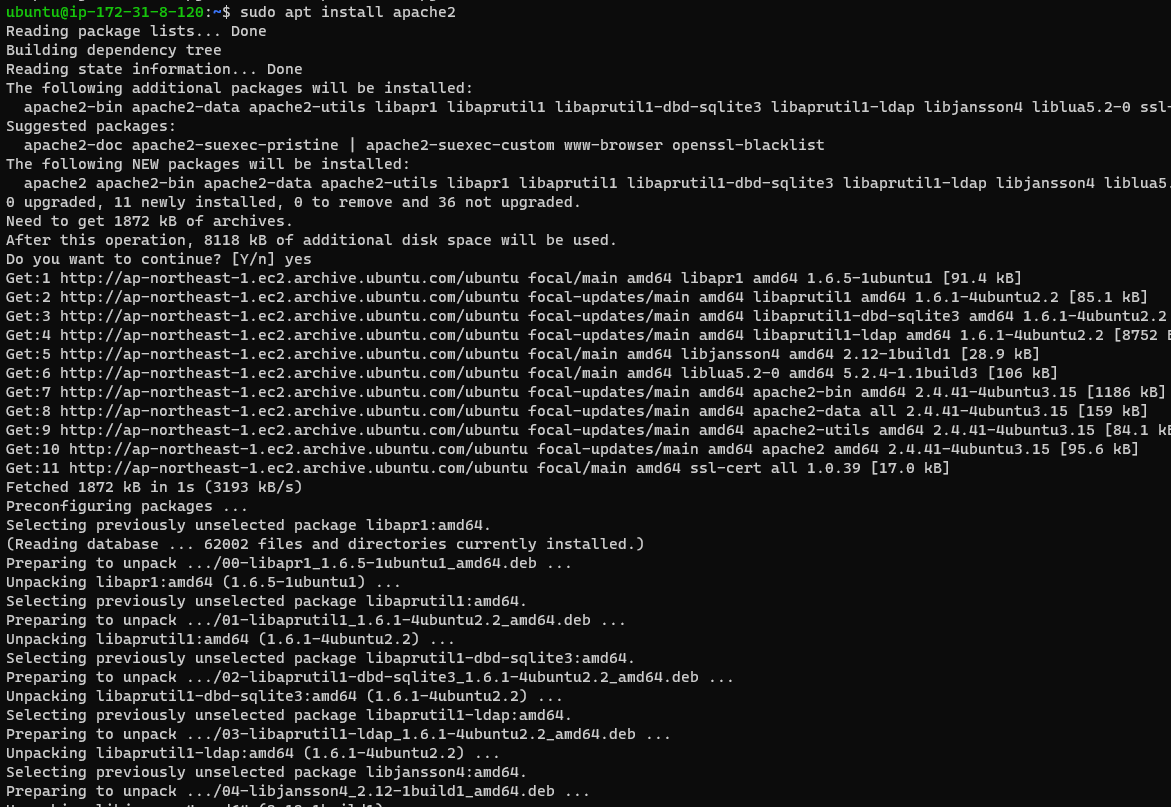 ubuntu@ip-172-31-8-120:~$ sudo apt install apache2
Reading package lists... Done
Building dependency tree
Reading state information... Done
The following additional packages will be installed:
  apache2-bin apache2-data apache2-utils libapr1 libaprutil1 libaprutil1-dbd-sqlite3 libaprutil1-ldap libjansson4 liblua5.2-0 ssl-
Suggested packages:
  apache2-doc apache2-suexec-pristine | apache2-suexec-custom www-browser openssl-blacklist
The following NEW packages will be installed:
  apache2 apache2-bin apache2-data apache2-utils libapr1 libaprutil1 libaprutil1-dbd-sqlite3 libaprutil1-ldap libjansson4 liblua5.
0 upgraded, 11 newly installed, 0 to remove and 36 not upgraded.
Need to get 1872 kB of archives.
After this operation, 8118 kB of additional disk space will be used.
Do you want to continue? [Y/n] yes
Get:1 http://ap-northeast-1.ec2.archive.ubuntu.com/ubuntu focal/main amd64 libapr1 amd64 1.6.5-1ubuntu1 [91.4 kB]
Get:2 http://ap-northeast-1.ec2.archive.ubuntu.com/ubuntu focal-updates/main amd64 libaprutil1 amd64 1.6.1-4ubuntu2.2 [85.1 kB]
Get:3 http://ap-northeast-1.ec2.archive.ubuntu.com/ubuntu focal-updates/main amd64 libaprutil1-dbd-sqlite3 amd64 1.6.1-4ubuntu2.2
Get:4 http://ap-northeast-1.ec2.archive.ubuntu.com/ubuntu focal-updates/main amd64 libaprutil1-ldap amd64 1.6.1-4ubuntu2.2 [8752 B
Get:5 http://ap-northeast-1.ec2.archive.ubuntu.com/ubuntu focal/main amd64 libjansson4 amd64 2.12-1build1 [28.9 kB]
Get:6 http://ap-northeast-1.ec2.archive.ubuntu.com/ubuntu focal/main amd64 liblua5.2-0 amd64 5.2.4-1.1build3 [106 kB]
Get:7 http://ap-northeast-1.ec2.archive.ubuntu.com/ubuntu focal-updates/main amd64 apache2-bin amd64 2.4.41-4ubuntu3.15 [1186 kB]
Get:8 http://ap-northeast-1.ec2.archive.ubuntu.com/ubuntu focal-updates/main amd64 apache2-data all 2.4.41-4ubuntu3.15 [159 kB]
Get:9 http://ap-northeast-1.ec2.archive.ubuntu.com/ubuntu focal-updates/main amd64 apache2-utils amd64 2.4.41-4ubuntu3.15 [84.1 kB
Get:10 http://ap-northeast-1.ec2.archive.ubuntu.com/ubuntu focal-updates/main amd64 apache2 amd64 2.4.41-4ubuntu3.15 [95.6 kB]
Get:11 http://ap-northeast-1.ec2.archive.ubuntu.com/ubuntu focal/main amd64 ssl-cert all 1.0.39 [17.0 kB]
Fetched 1872 kB in 1s (3193 kB/s)
Preconfiguring packages ...
Selecting previously unselected package libapr1:amd64.
(Reading database ... 62002 files and directories currently installed.)
Preparing to unpack .../00-libapr1_1.6.5-1ubuntu1_amd64.deb ...
Unpacking libapr1:amd64 (1.6.5-1ubuntu1) ...
Selecting previously unselected package libaprutil1:amd64.
Preparing to unpack .../01-libaprutil1_1.6.1-4ubuntu2.2_amd64.deb ...
Unpacking libaprutil1:amd64 (1.6.1-4ubuntu2.2) ...
Selecting previously unselected package libaprutil1-dbd-sqlite3:amd64.
Preparing to unpack .../02-libaprutil1-dbd-sqlite3_1.6.1-4ubuntu2.2_amd64.deb ...
Unpacking libaprutil1-dbd-sqlite3:amd64 (1.6.1-4ubuntu2.2) ...
Selecting previously unselected package libaprutil1-ldap:amd64.
Preparing to unpack .../03-libaprutil1-ldap_1.6.1-4ubuntu2.2_amd64.deb ...
Unpacking libaprutil1-ldap:amd64 (1.6.1-4ubuntu2.2) ...
Selecting previously unselected package libjansson4:amd64.
Preparing to unpack .../04-libjansson4_2.12-1build1_amd64.deb ...